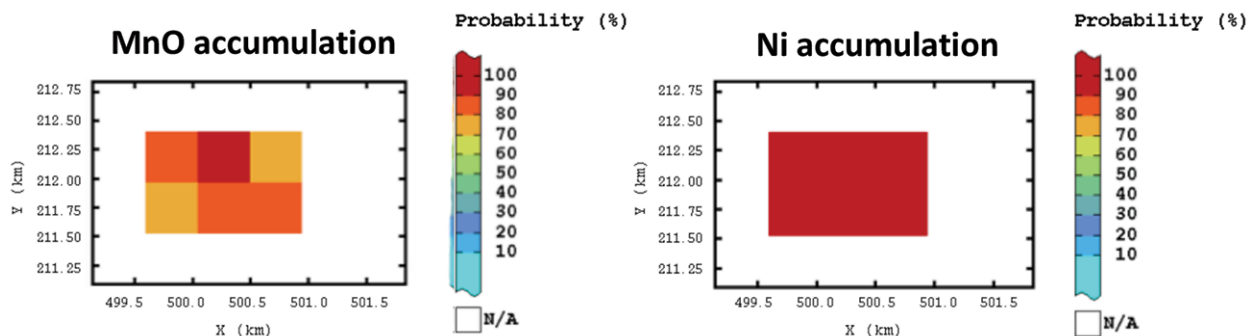 MnO accumulation
Probability (%)
212.75
212.50
212.25
212.00
211.75
211.50
211.25
Y (km)
499.5 500.0 500.5 501.0 501.5
X (km)
100
90
80
70
60
50
40
30
20
10
N/A
Ni accumulation
Probability (%)
212.75
212.50
212.25
212.00
211.75
211.50
211.25
Y (km)
499.5 500.0 500.5 501.0 501.5
X (km)
100
90
80
70
60
50
40
30
20
10
N/A